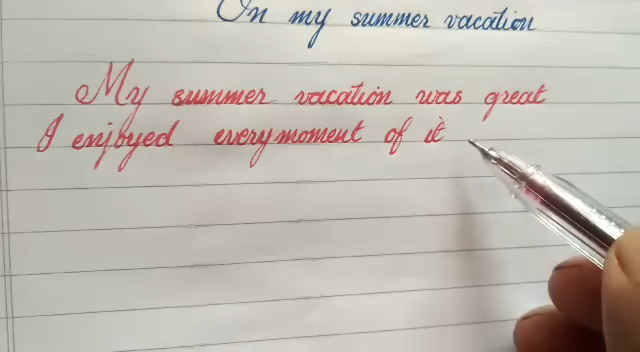 On my summer vacation
My summer vacation was great
I enjoyed everymoment of it